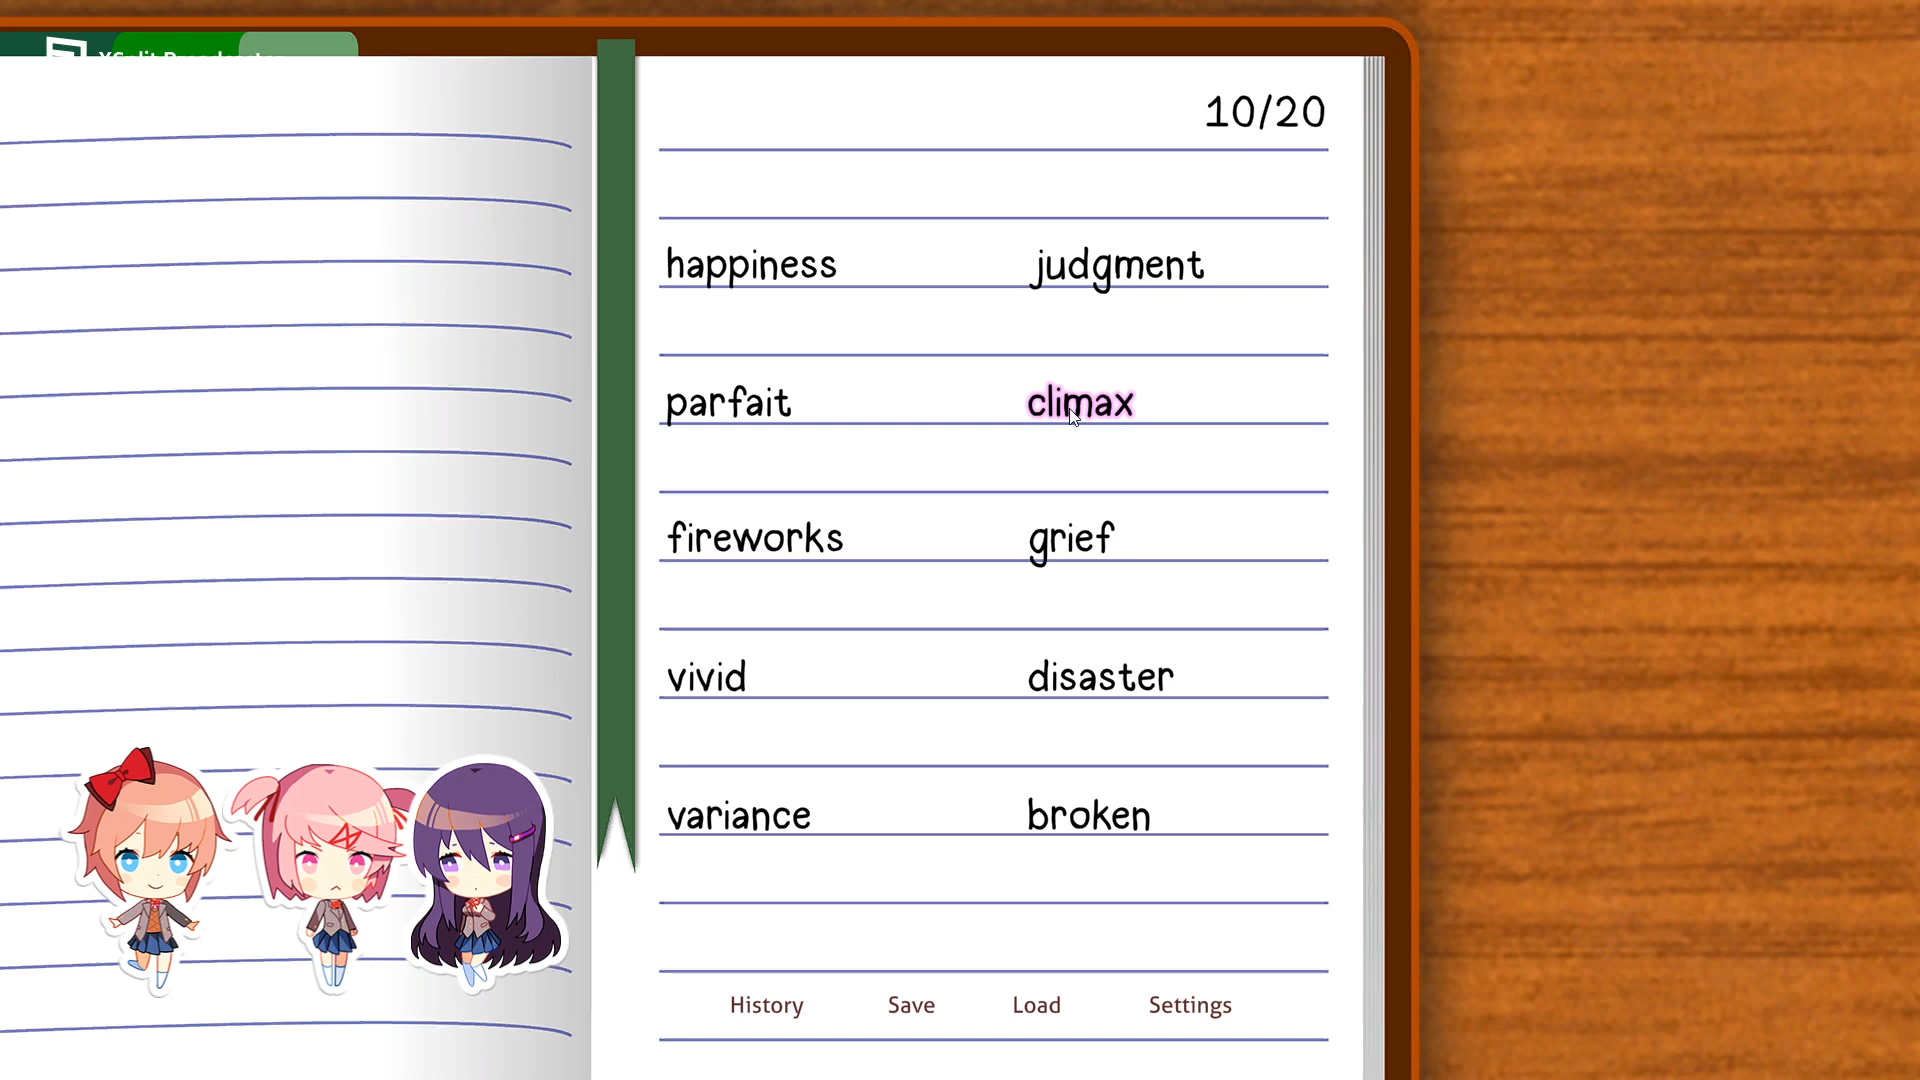 10/20
happiness judgment
parfait climax
fireworks grief
vivid disaster
variance broken
History Save Load Settings